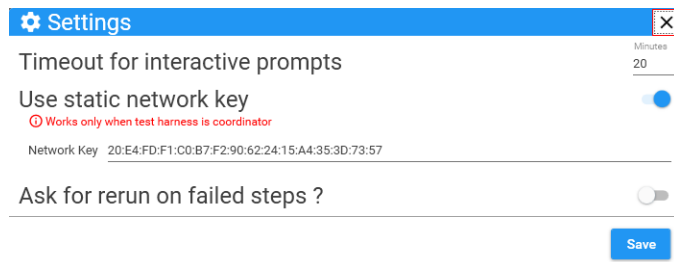 Settings
Minutes
Timeout for interactive prompts 20
Use static network key
Works only when test harness is coordinator
Network Key 20:E4:FD:F1:C0:B7:F2:90:62:24:15:A4:35:3D:73:57
Ask for rerun on failed steps ?
Save